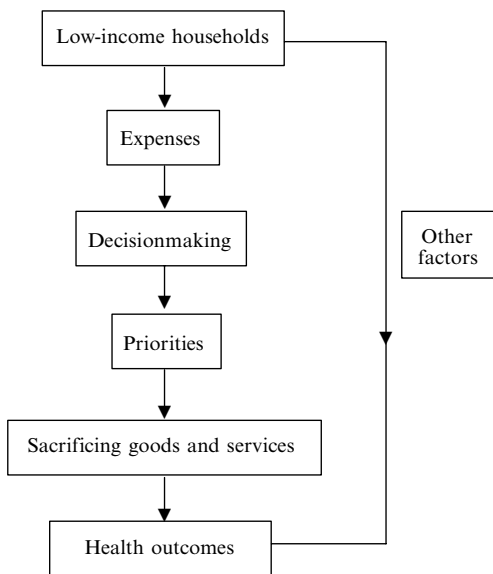 Low-income households
Expenses
Decisionmaking
Priorities
Sacrificing goods and services
Health outcomes
Other
factors